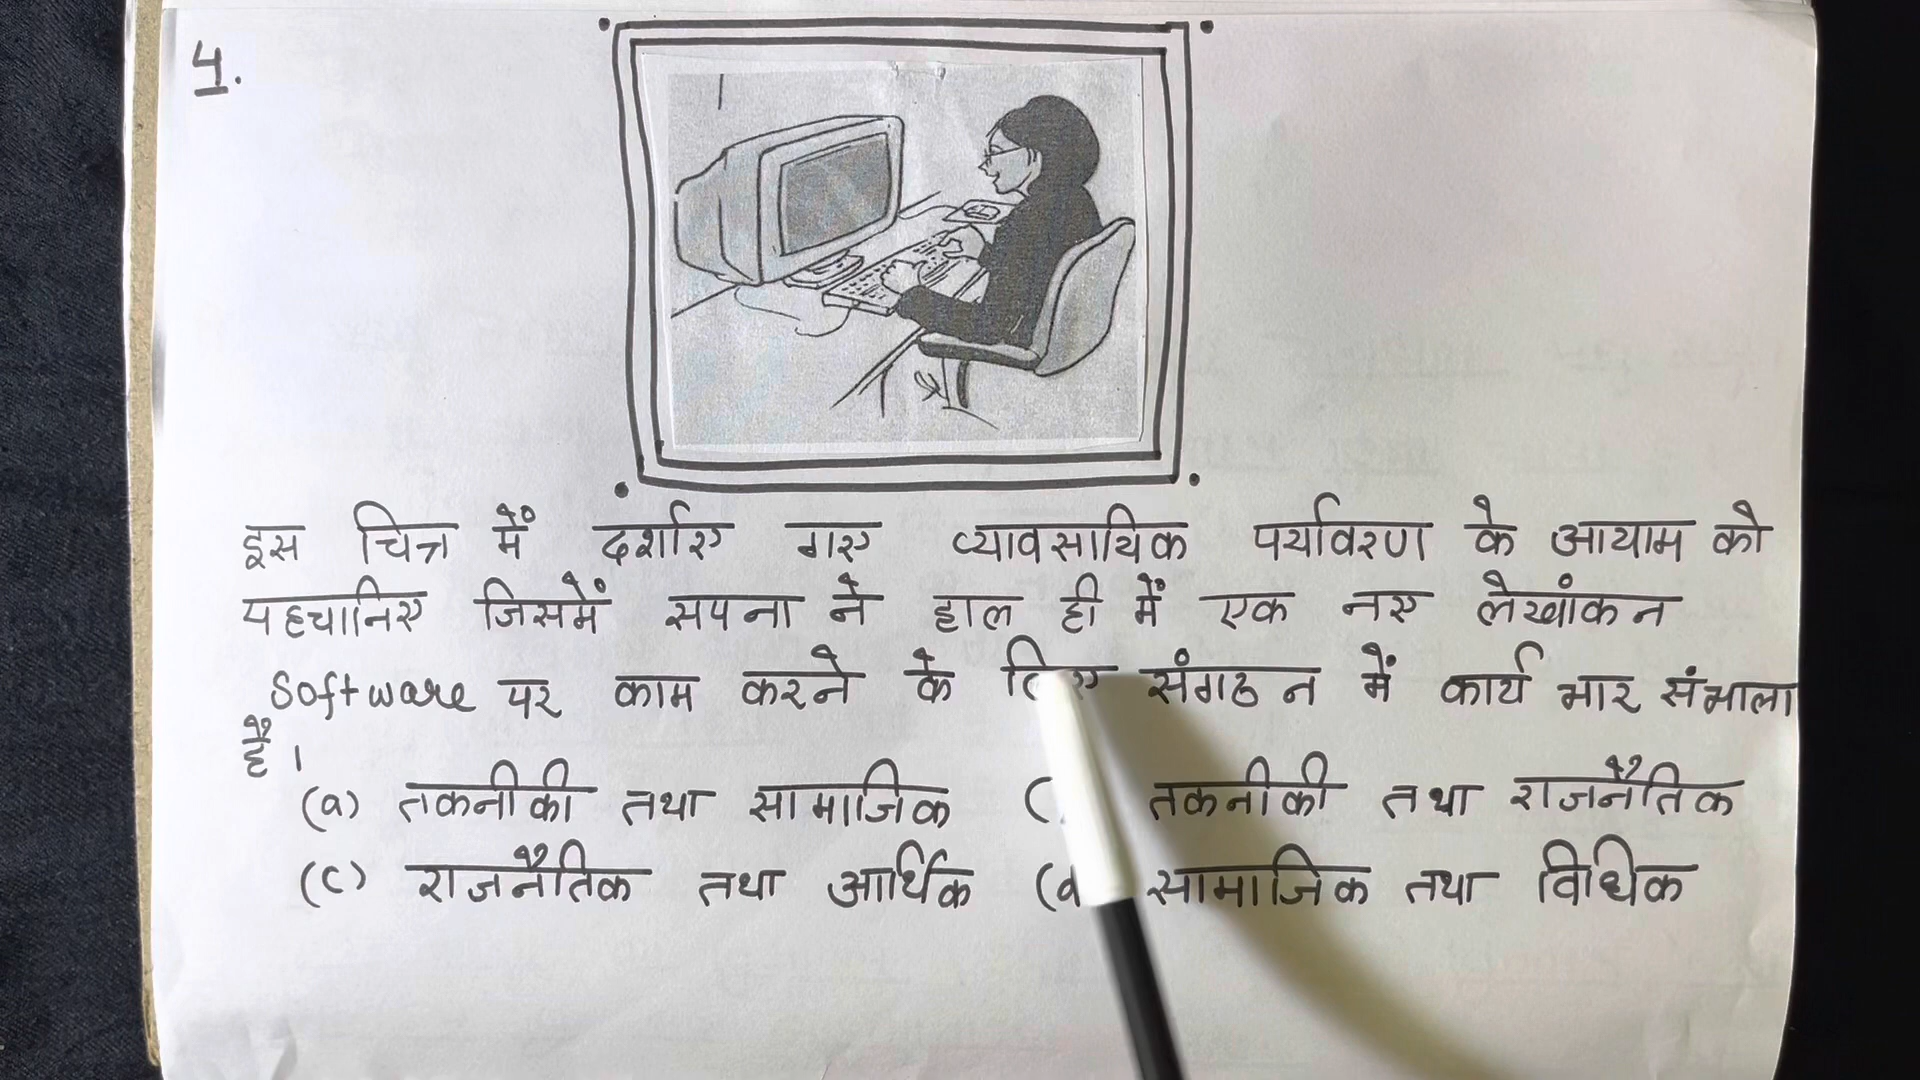 4.
इस चित्र में दर्शाए गए व्यावसायिक पर्यावरण के आयाम को
पहचानिए जिसमें सपना ने हाल ही में एक नए लेखांकन
Software पर काम करने के संगठन में कार्य भार संभाला
है।
(a) तकनीकी तथा सामाजिक तकनीकी तथा राजनैतिक
(c) राजनैतिक तथा आर्थिक (d सामाजिक तथा विधिक